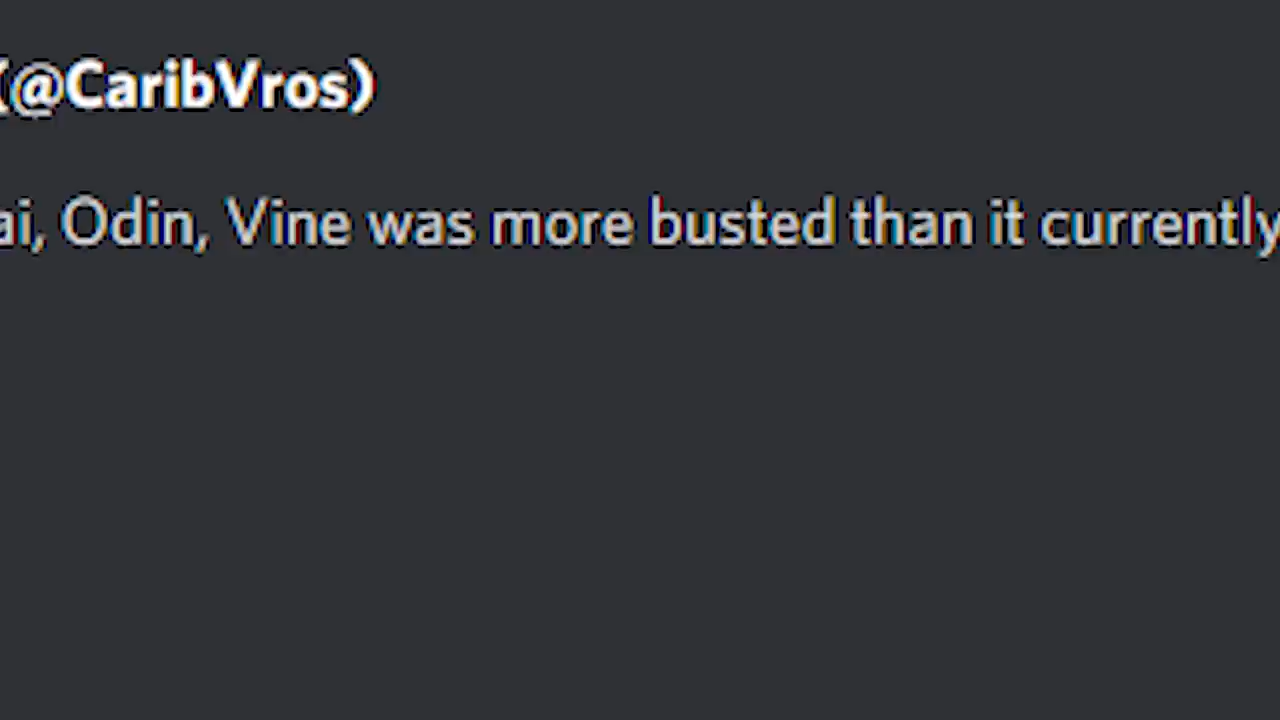 (@CaribVros)
ai, Odin, Vine was more busted than it currently